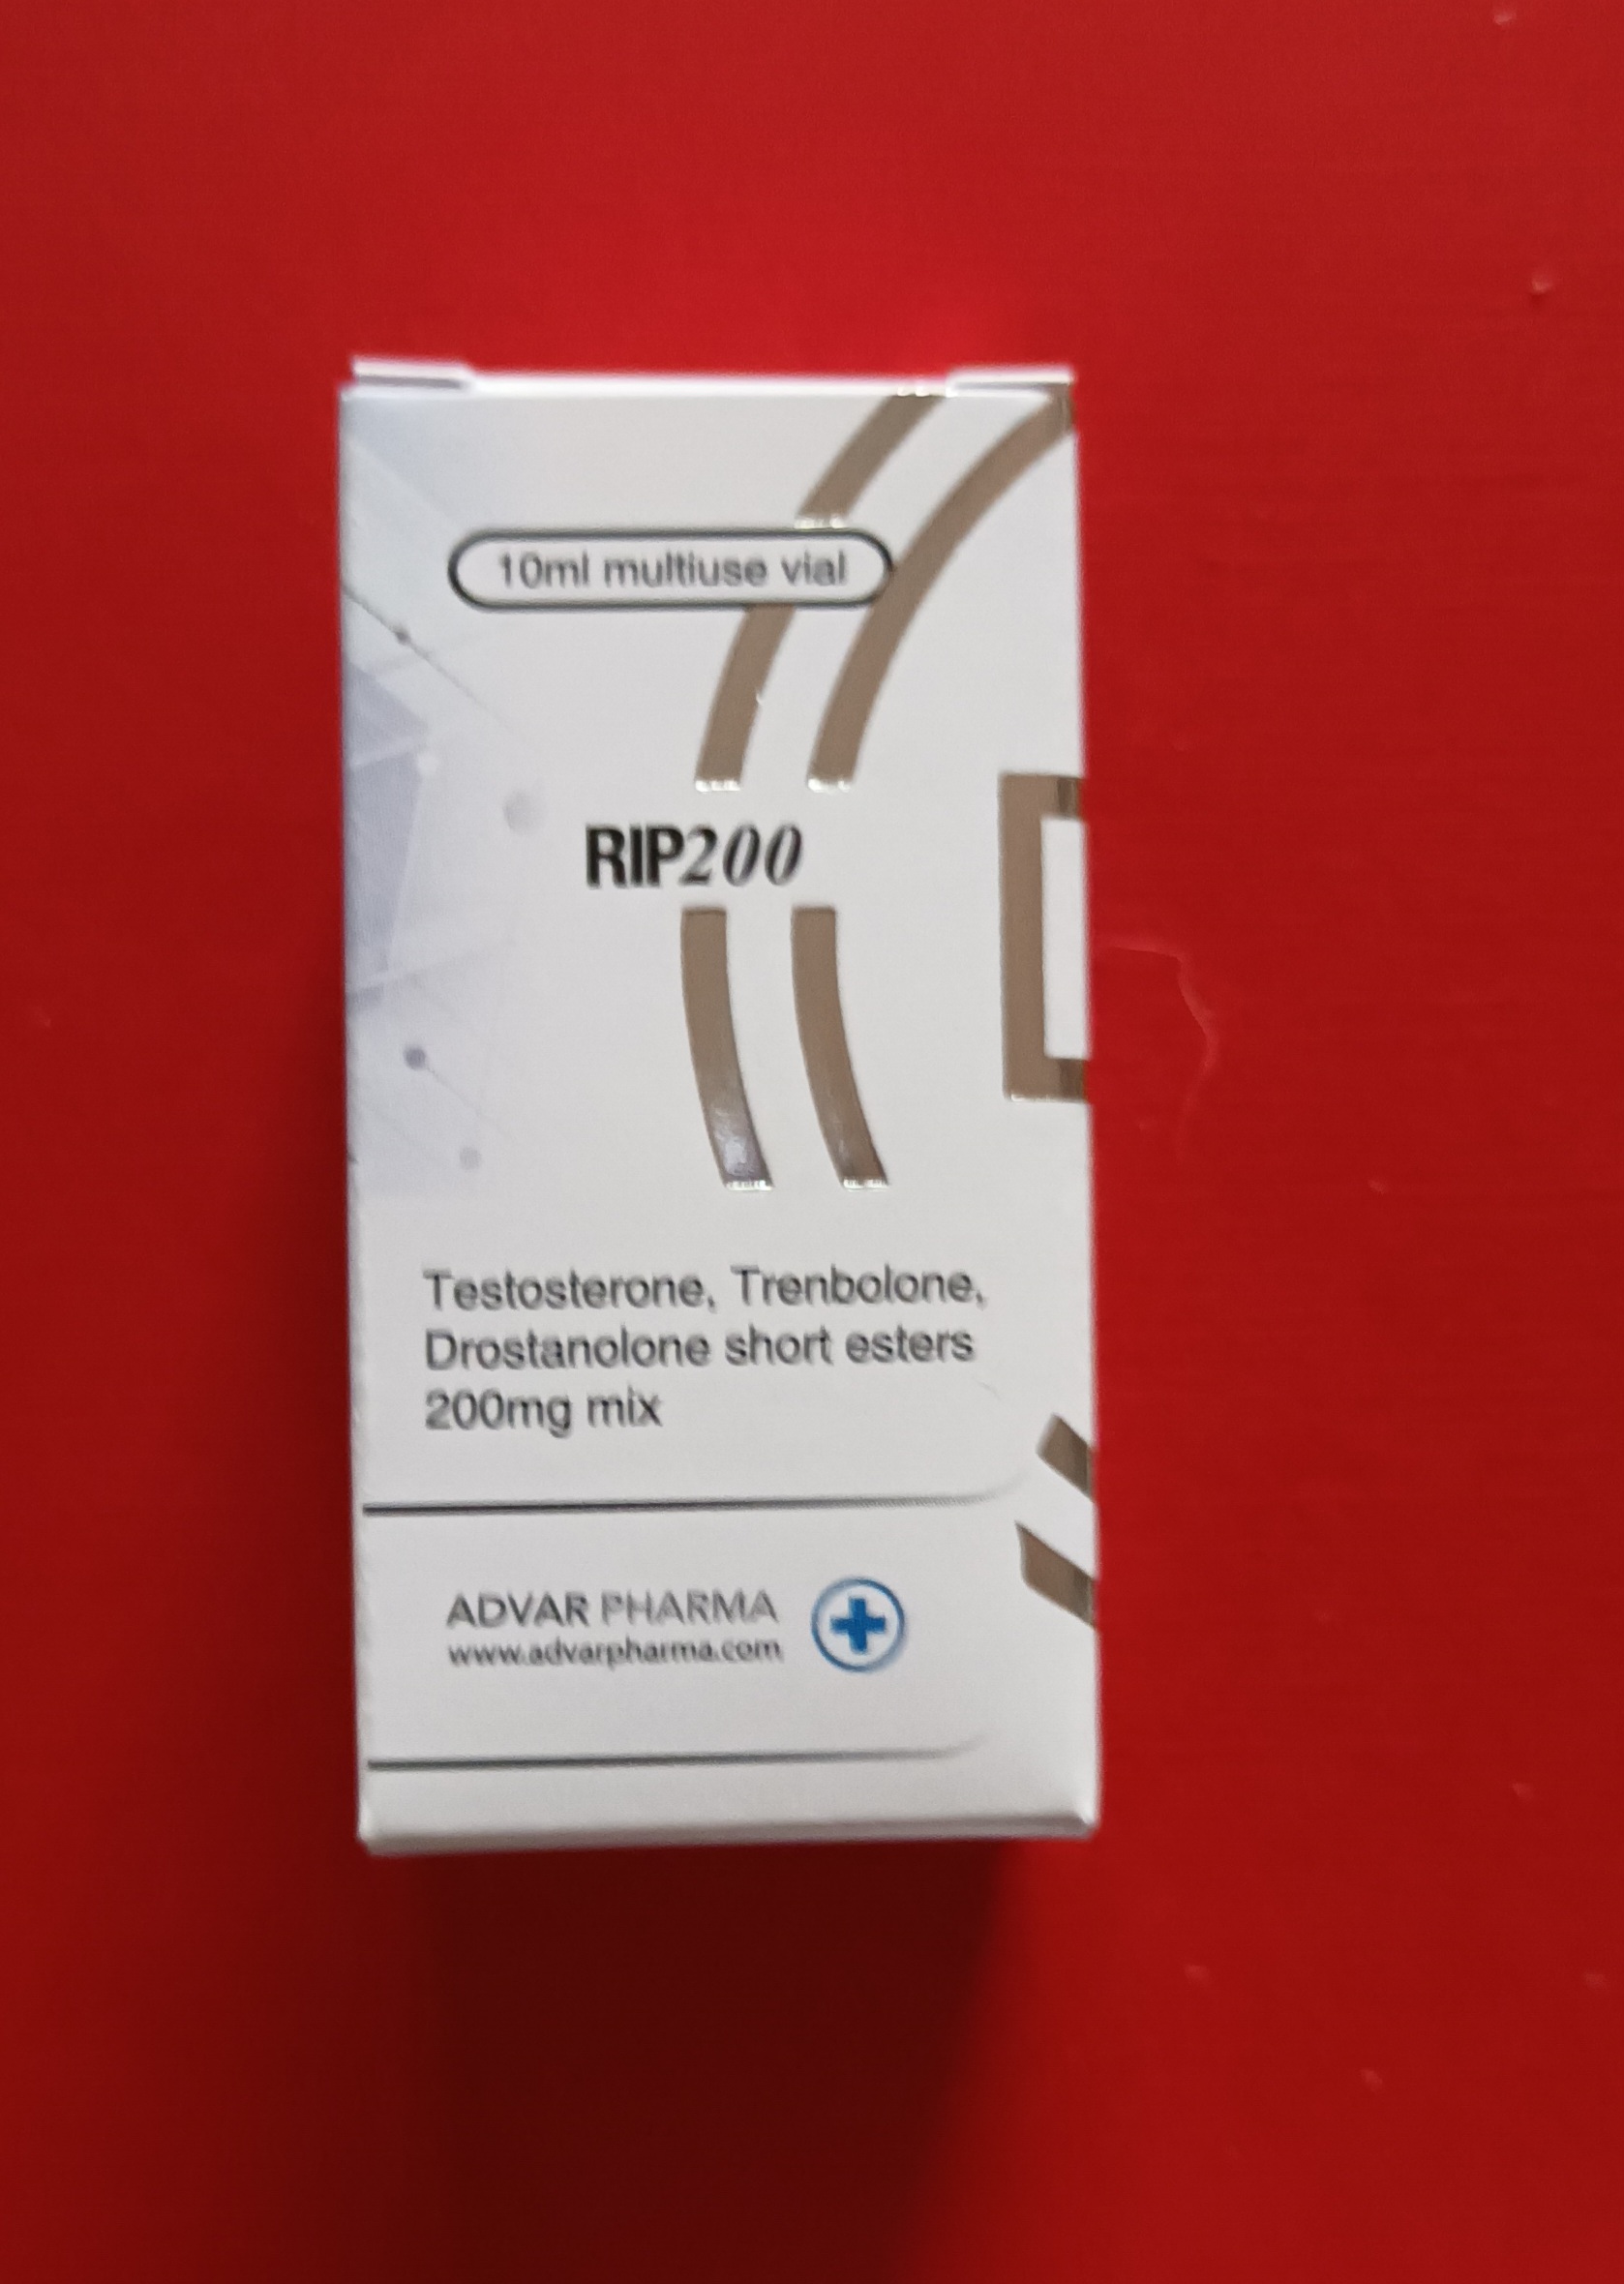 10ml multiuse vial
RIP200
Testosterone, Trenbolone,
Drostanolone short esters
200mg mix
ADVAR PHARMA
www.advarpharma.com